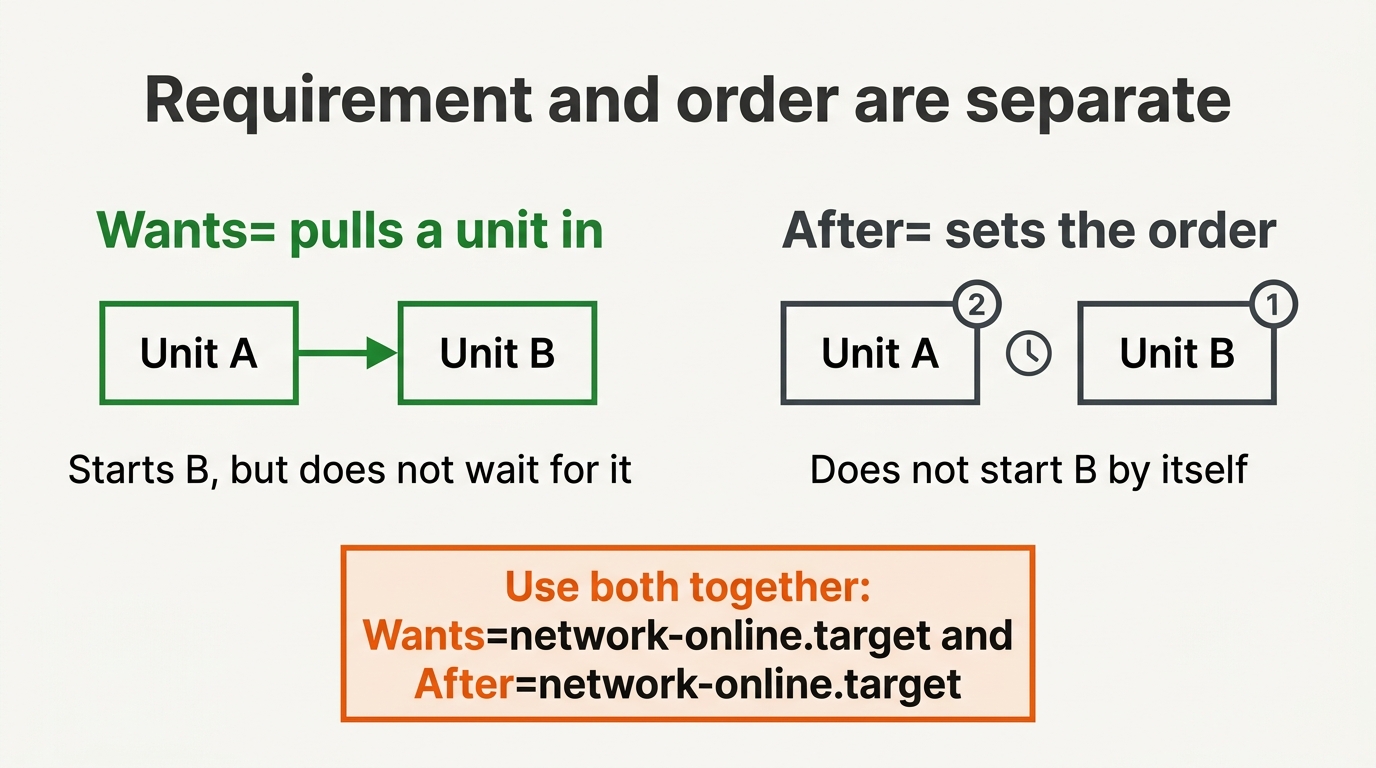 Requirement and order are separate
Wants= pulls a unit in
Unit A
Unit B
Starts B, but does not wait for it
After= sets the order
Unit A
2
Unit B
1
Does not start B by itself
Use both together:
Wants=network-online.target and
After=network-online.target